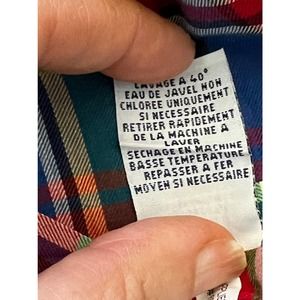 LAVAGE A 40°
EAU DE JAVEL NON
CHLOREE UNIQUEMENT
SI NECESSAIRE
RETIRER RAPIDEMENT
DE LA MACHINE A
LAVER
SECHAGE EN MACHINE
BASSE TEMPERATURE
REPASSER A FER
MOYEN SI NECESSAIRE